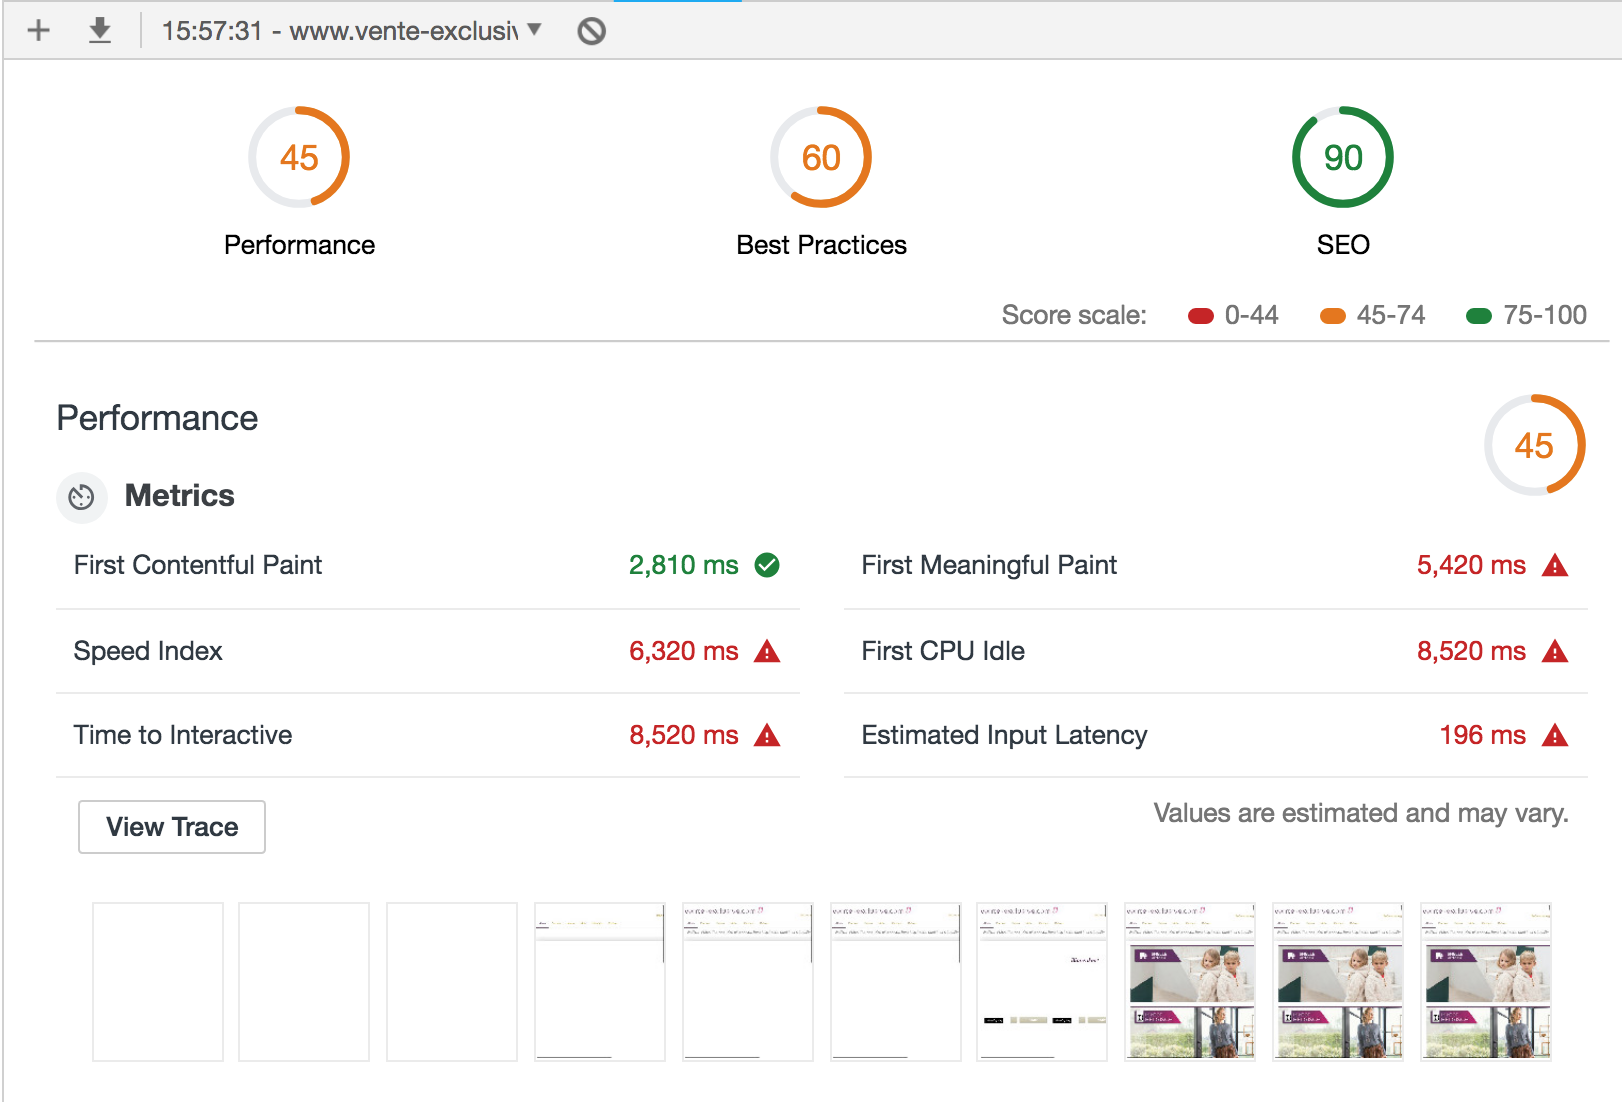 15:57:31 - www.vente-exclusiv
45
60
90
Performance
Best Practices
SEO
Score scale: 0-44 45-74 75-100
Performance
45
Metrics
First Contentful Paint 2,810 ms
First Meaningful Paint 5,420 ms
Speed Index 6,320 ms
First CPU Idle 8,520 ms
Time to Interactive 8,520 ms
Estimated Input Latency 196 ms
View Trace
Values are estimated and may vary.